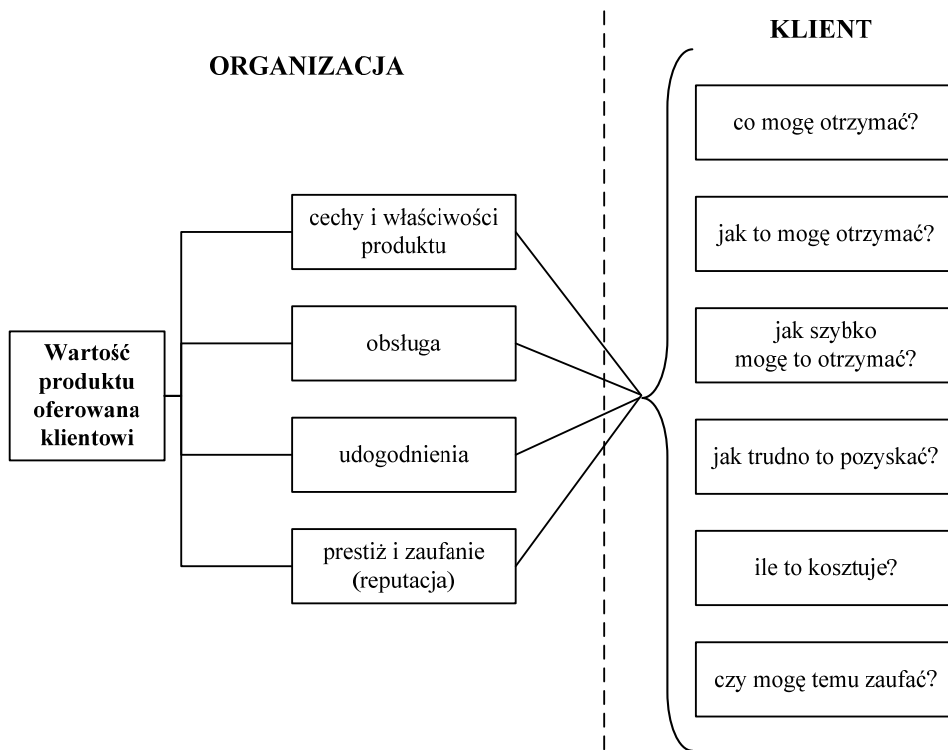 ORGANIZACJA
Wartość
produktu
oferowana
klientowi
cechy i właściwości
produktu
obsługa
udogodnienia
prestiż i zaufanie
(reputacja)
KLIENT
co mogę otrzymać?
jak to mogę otrzymać?
jak szybko
mogę to otrzymać?
jak trudno to pozyskać?
ile to kosztuje?
czy mogę temu zaufać?